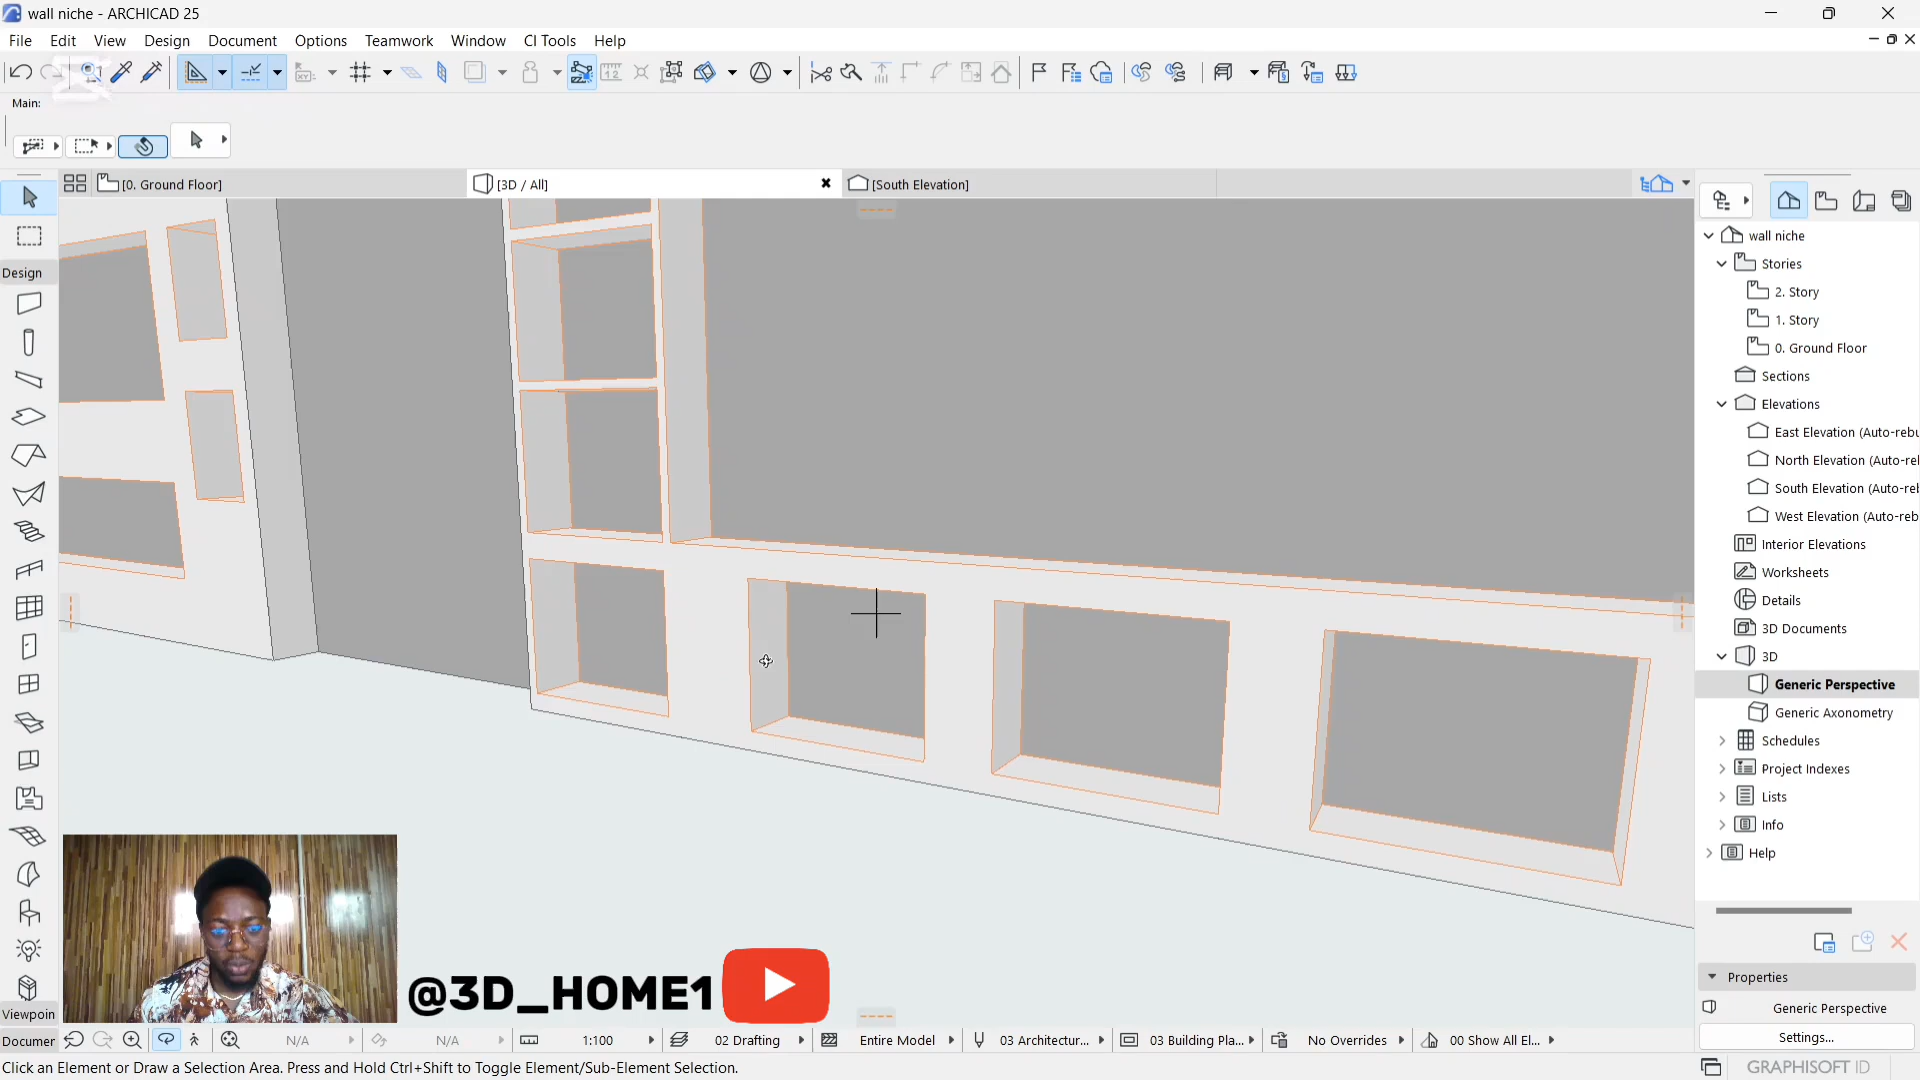 wall niche - ARCHICAD 25
File Edit View Design Document Options Teamwork Window CI Tools Help
Main:
[0. Ground Floor]
[3D / All]
[South Elevation]
Design
wall niche
Stories
2. Story
1. Story
0. Ground Floor
Sections
Elevations
East Elevation (Auto-rebu
North Elevation (Auto-rel
South Elevation (Auto-rel
West Elevation (Auto-reb
Interior Elevations
Worksheets
Details
3D Documents
3D
Generic Perspective
Generic Axonometry
Schedules
Project Indexes
Lists
Info
Help
Properties
Generic Perspective
Settings...
@3D_HOME1
Viewpoin
Documer
N/A
N/A
1:100
02 Drafting
Entire Model
03 Architectur...
03 Building Pla...
No Overrides
00 Show All El...
Click an Element or Draw a Selection Area. Press and Hold Ctrl+Shift to Toggle Element/Sub-Element Selection.
GRAPHISOFT ID